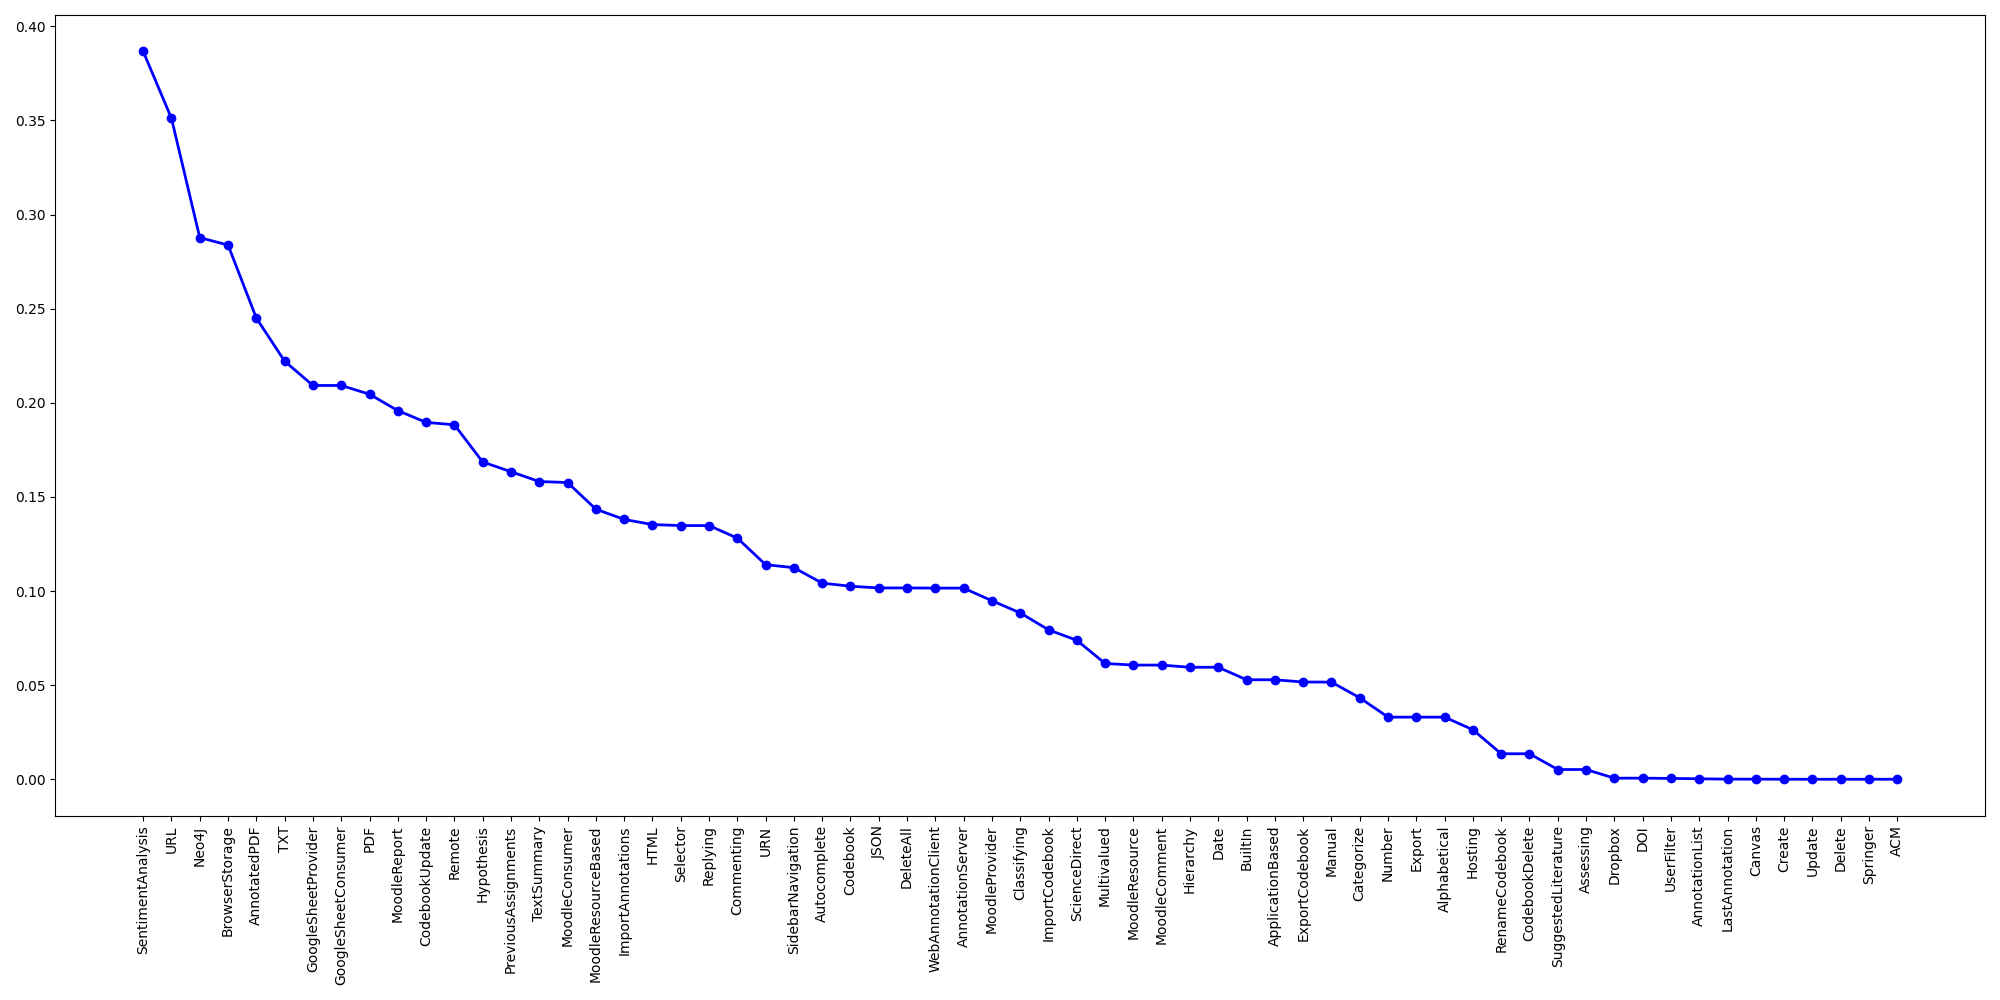 0.40
0.35
0.30
0.25
0.20
0.15
0.10
0.05
0.00
SentimentAnalysis
URL
Neo4J
BrowserStorage
AnnotatedPDF
TXT
GoogleSheetProvider
GoogleSheetConsumer
PDF
MoodleReport
CodebookUpdate
Remote
Hypothesis
PreviousAssignments
TextSummary
MoodleConsumer
MoodleResourceBased
ImportAnnotations
HTML
Selector
Replying
Commenting
URN
SidebarNavigation
Autocomplete
Codebook
JSON
DeleteAll
WebAnnotationClient
AnnotationServer
MoodleProvider
Classifying
ImportCodebook
ScienceDirect
Multivalued
MoodleResource
MoodleComment
Hierarchy
Date
BuiltIn
ApplicationBased
ExportCodebook
Manual
Categorize
Number
Export
Alphabetical
Hosting
RenameCodebook
CodebookDelete
SuggestedLiterature
Assessing
Dropbox
DOI
UserFilter
AnnotationList
LastAnnotation
Canvas
Create
Update
Delete
Springer
ACM